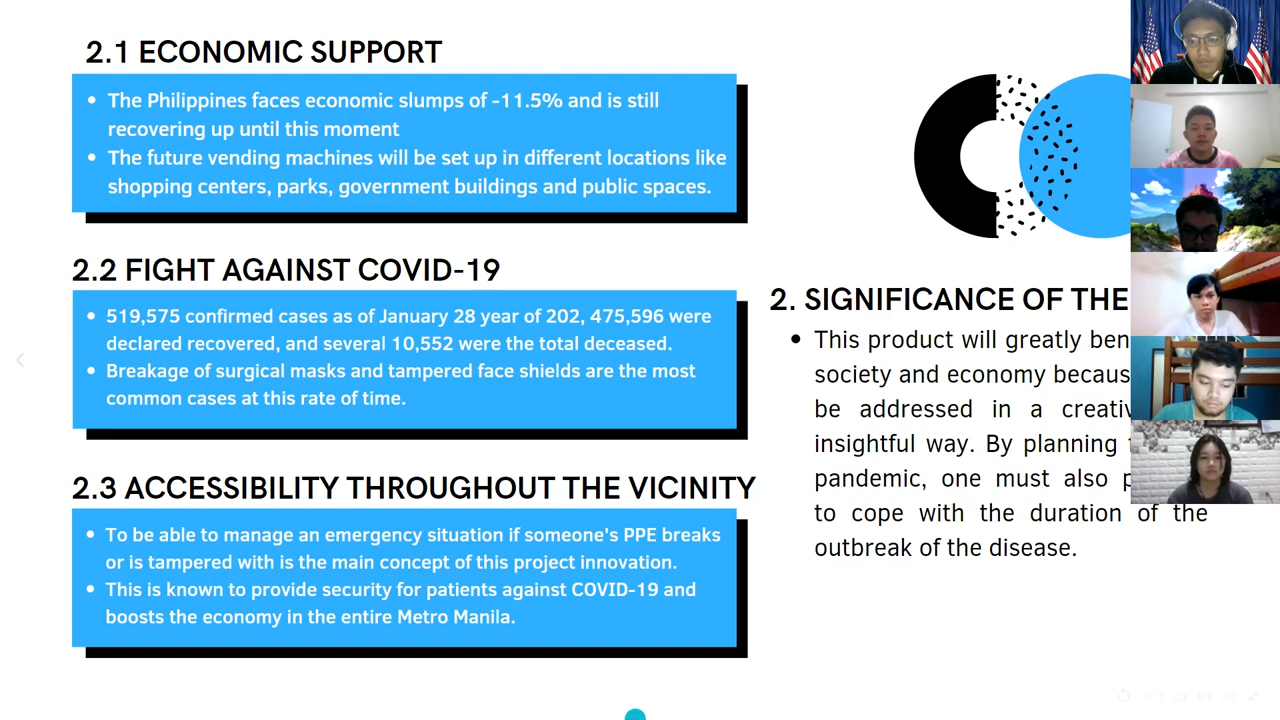 2.1 ECONOMIC SUPPORT
• The Philippines faces economic slumps of -11.5% and is still
recovering up until this moment
• The future vending machines will be set up in different locations like
shopping centers, parks, government buildings and public spaces.
2.2 FIGHT AGAINST COVID-19
• 519,575 confirmed cases as of January 28 year of 202, 475,596 were
declared recovered, and several 10,552 were the total deceased.
• Breakage of surgical masks and tampered face shields are the most
common cases at this rate of time.
2.3 ACCESSIBILITY THROUGHOUT THE VICINITY
• To be able to manage an emergency situation if someone's PPE breaks
or is tampered with is the main concept of this project innovation.
• This is known to provide security for patients against COVID-19 and
boosts the economy in the entire Metro Manila.
2. SIGNIFICANCE OF THE
• This product will greatly
society and economy
be addressed in a
insightful way. By planning
pandemic, one must also
to cope with the duration of the
outbreak of the disease.